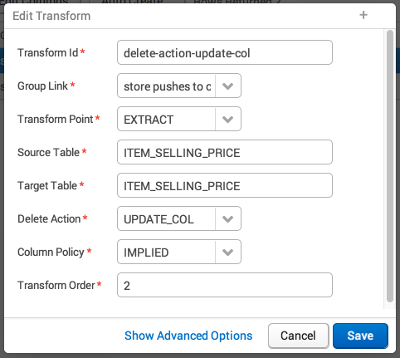 Edit Transform +
Transform Id * delete-action-update-col
Group Link * store pushes to c
Transform Point * EXTRACT
Source Table * ITEM_SELLING_PRICE
Target Table * ITEM_SELLING_PRICE
Delete Action * UPDATE_COL
Column Policy * IMPLIED
Transform Order * 2
Show Advanced Options Cancel Save